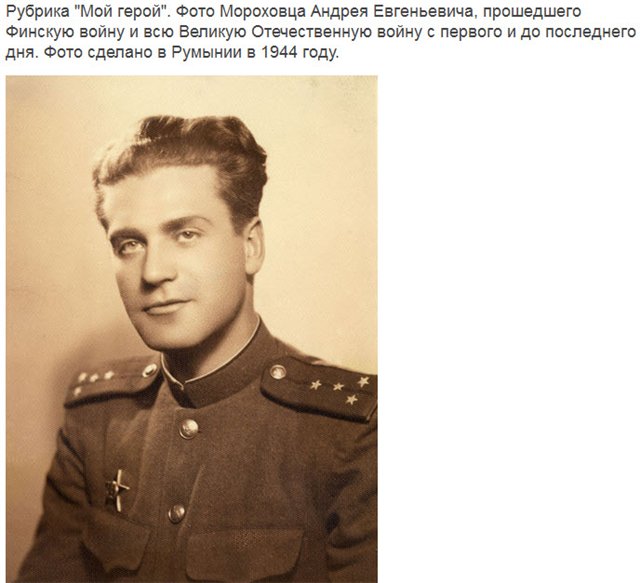 Рубрика "Мой герой". Фото Мороховца Андрея Евгеньевича, прошедшего
Финскую войну и всю Великую Отечественную войну с первого и до последнего
дня. Фото сделано в Румынии в 1944 году.